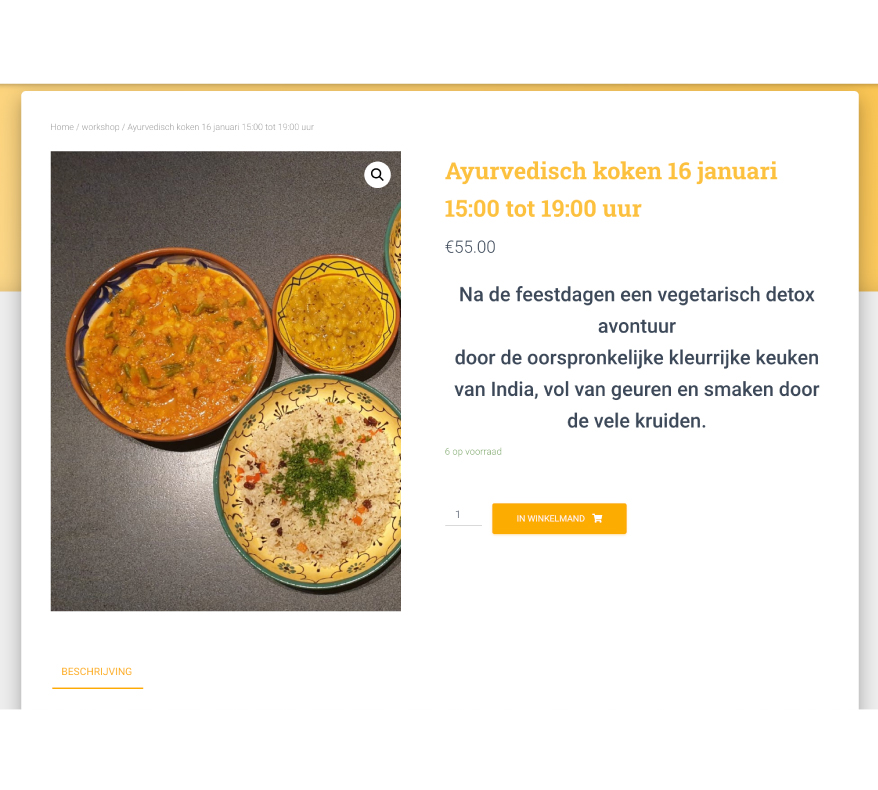 Home / workshop / Ayurvedisch koken 16 januari 15:00 tot 19:00 uur
Ayurvedisch koken 16 januari
15:00 tot 19:00 uur
€55.00
Na de feestdagen een vegetarisch detox
avontuur
door de oorspronkelijke kleurrijke keuken
van India, vol van geuren en smaken door
de vele kruiden.
6 op voorraad
1
IN WINKELMAND
BESCHRIJVING